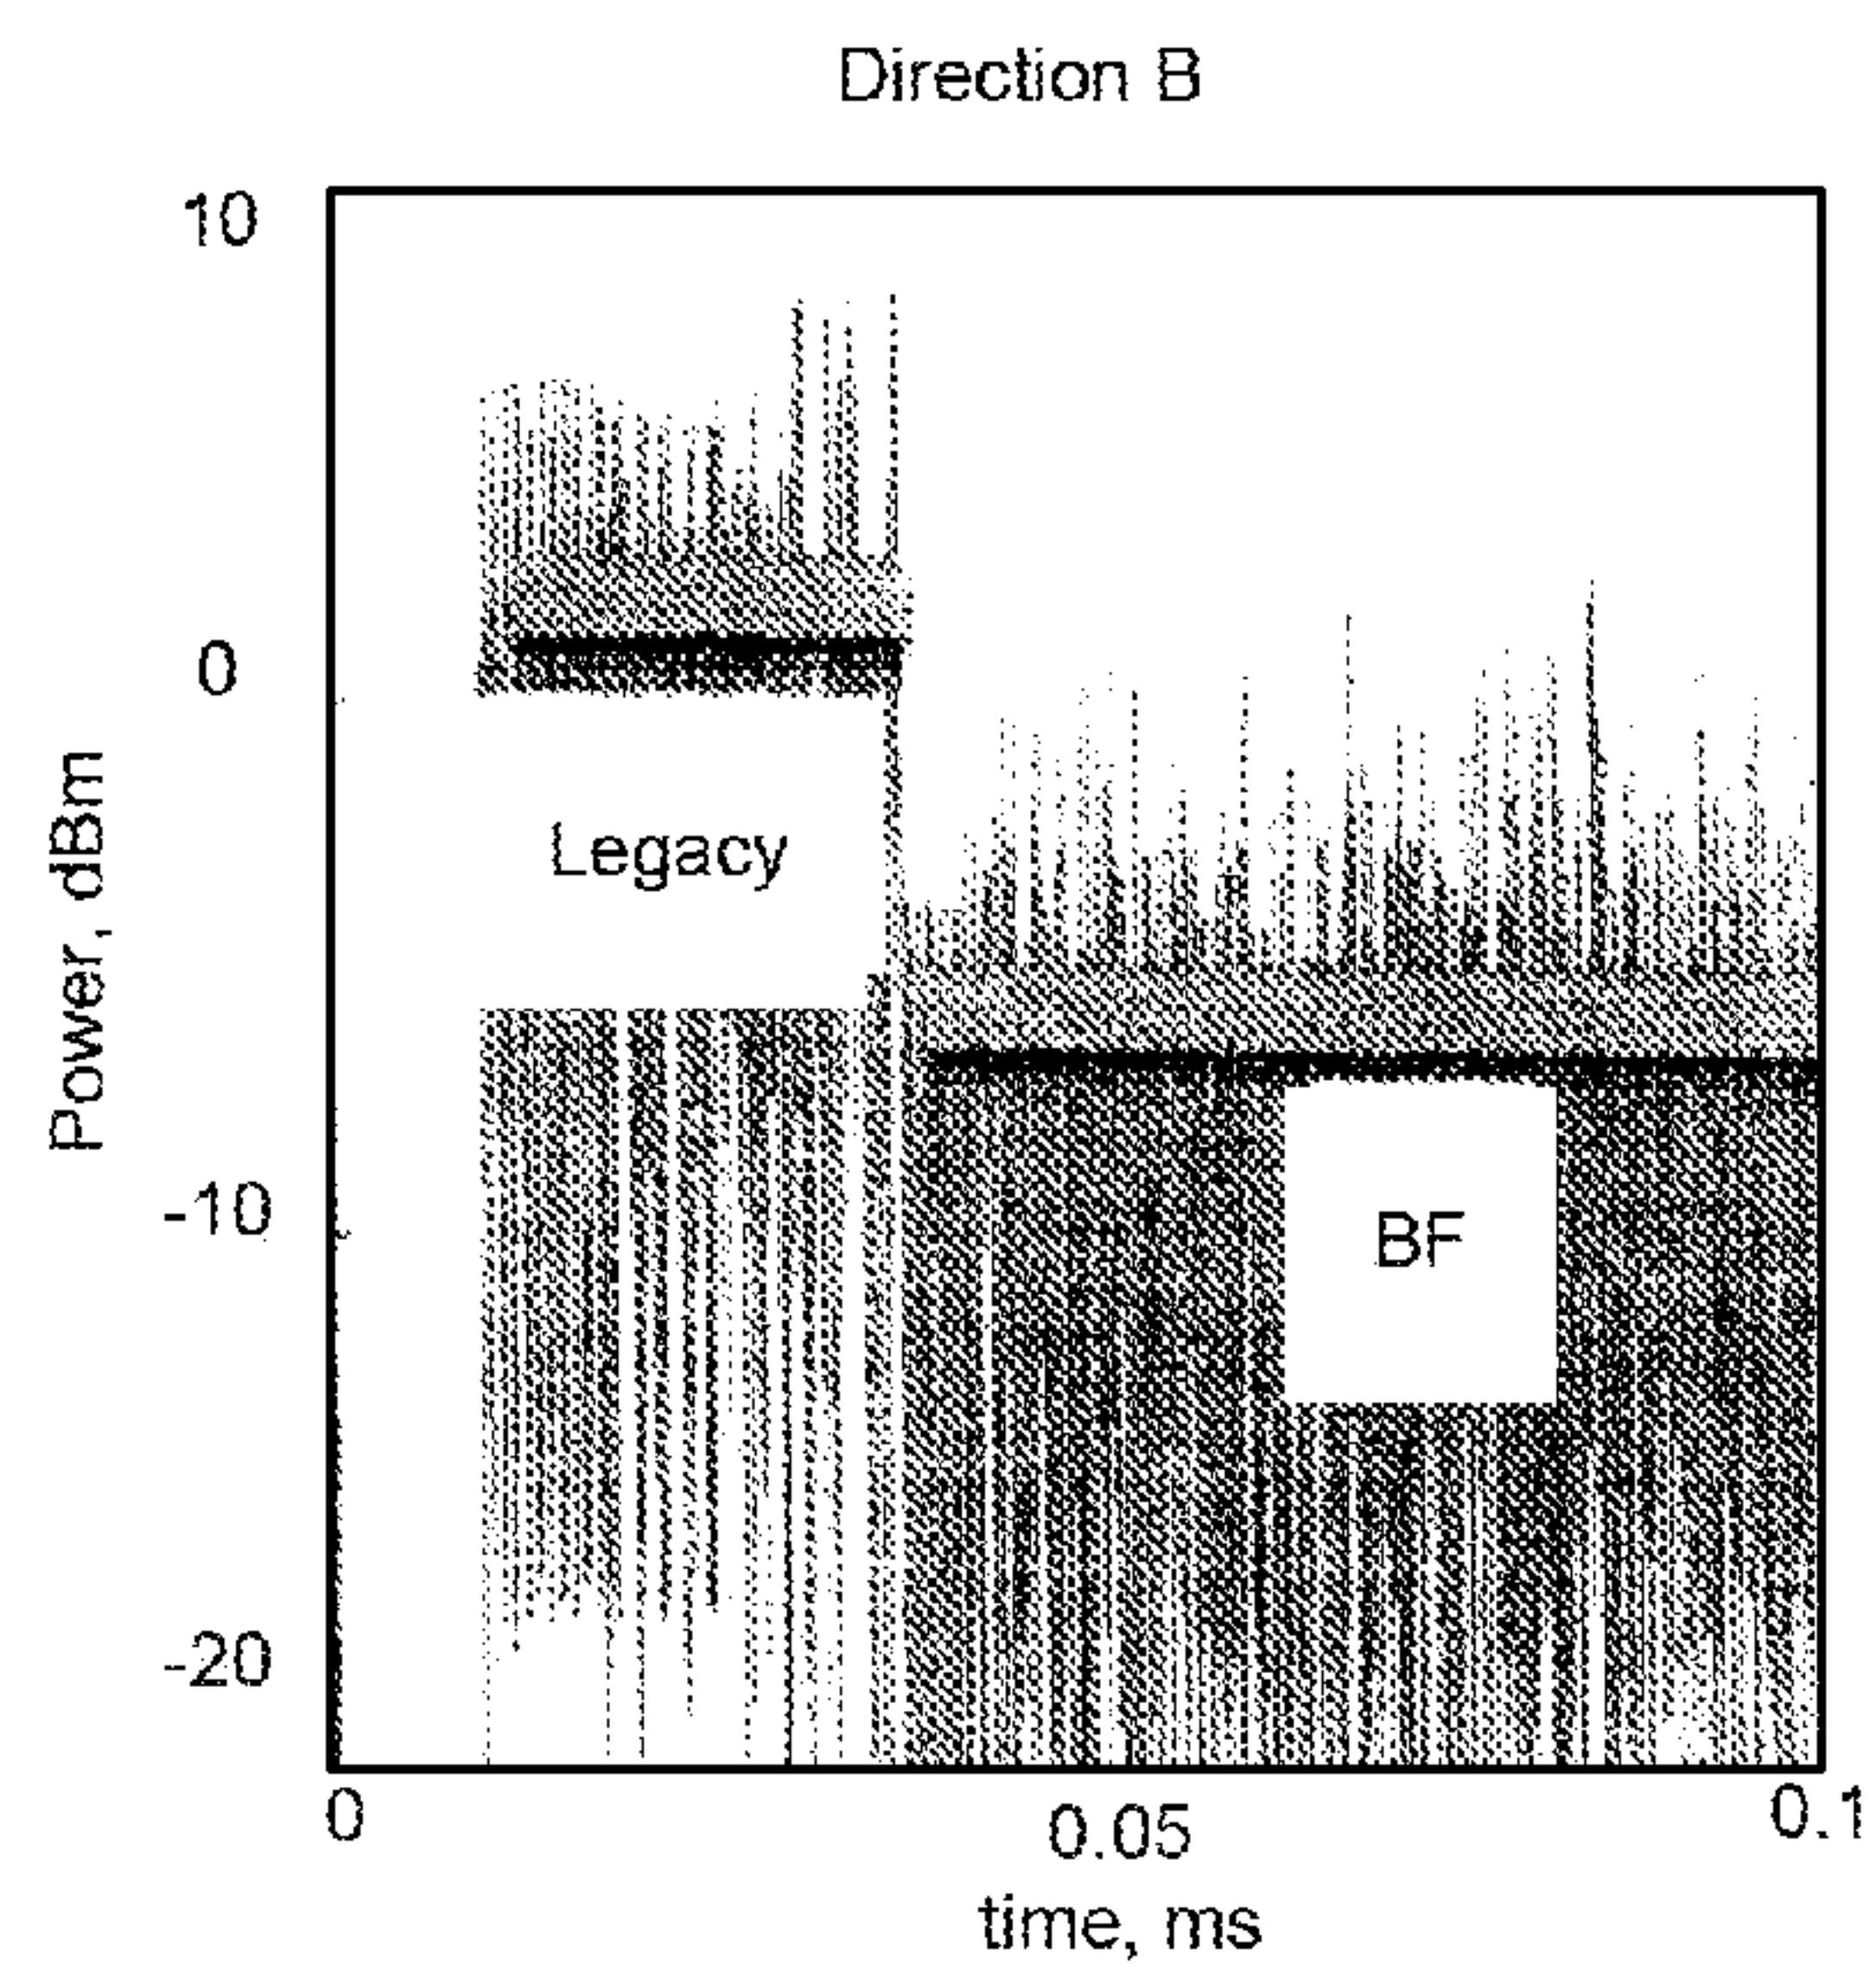 Direction B
10
0
-10
-20
Power, dBm
Legacy
BF
0
0.05
0.1
time, ms